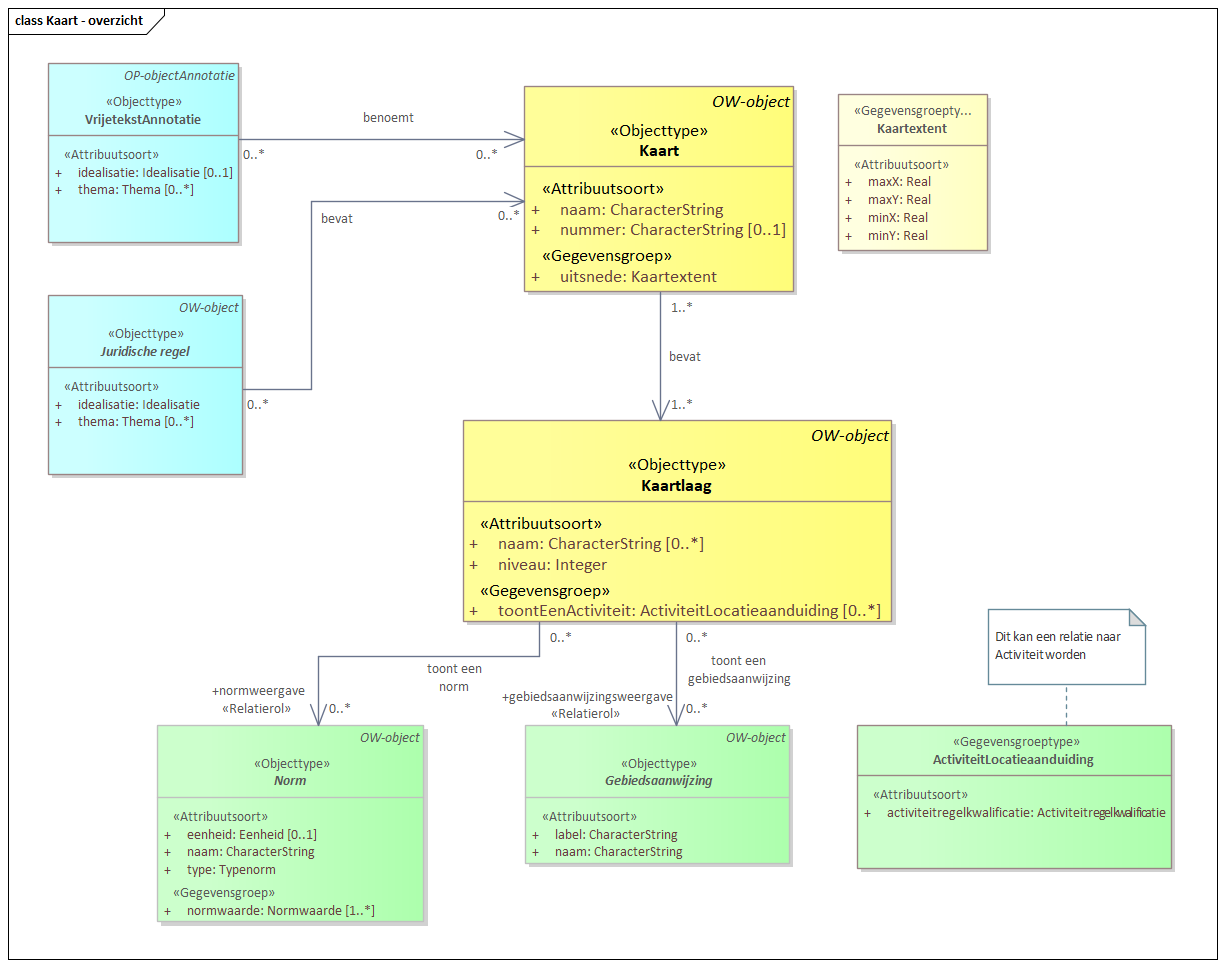 class Kaart - overzicht
OP-objectAnnotatie
«Objecttype»
VrijetekstAnnotatie
«Attribuutsoort»
+ idealisatie: Idealisatie [0..1]
+ thema: Thema [0..*]
benoemt
0..*
0..*
OW-object
«Objecttype»
Kaart
«Attribuutsoort»
+ naam: CharacterString
+ nummer: CharacterString [0..1]
«Gegevensgroep»
+ uitsnede: Kaartextent
«Gegevensgroepty...
Kaartextent
«Attribuutsoort»
+ maxX: Real
+ maxY: Real
+ minX: Real
+ minY: Real
bevat
0..*
OW-object
«Objecttype»
Juridische regel
«Attribuutsoort»
+ idealisatie: Idealisatie
+ thema: Thema [0..*]
0..*
1..*
bevat
1..*
OW-object
«Objecttype»
Kaartlaag
«Attribuutsoort»
+ naam: CharacterString [0..*]
+ niveau: Integer
«Gegevensgroep»
+ toontEenActiviteit: ActiviteitLocatieaanduiding [0..*]
0..*
toont een
norm
+normweergave
«Relatierol»
0..*
0..*
toont een
gebiedsaanwijzing
+gebiedsaanwijzingsweergave
«Relatierol»
0..*
Dit kan een relatie naar
Activiteit worden
OW-object
«Objecttype»
Norm
«Attribuutsoort»
+ eenheid: Eenheid [0..1]
+ naam: CharacterString
+ type: Typenorm
«Gegevensgroep»
+ normwaarde: Normwaarde [1..*]
OW-object
«Objecttype»
Gebiedsaanwijzing
«Attribuutsoort»
+ label: CharacterString
+ naam: CharacterString
«Gegevensgroeptype»
ActiviteitLocatieaanduiding
«Attribuutsoort»
+ activiteitregelkwalificatie: Activiteitregelkwalificatie